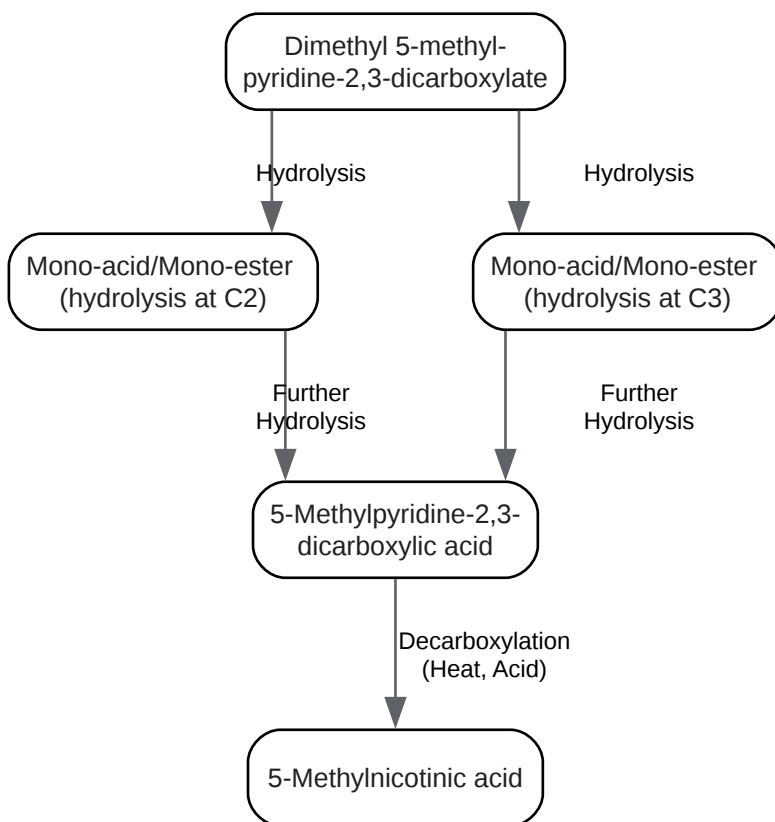 Dimethyl 5-methyl-
pyridine-2,3-dicarboxylate
Hydrolysis
Hydrolysis
Mono-acid/Mono-ester
(hydrolysis at C2)
Mono-acid/Mono-ester
(hydrolysis at C3)
Further
Hydrolysis
Further
Hydrolysis
5-Methylpyridine-2,3-
dicarboxylic acid
Decarboxylation
(Heat, Acid)
5-Methylnicotinic acid